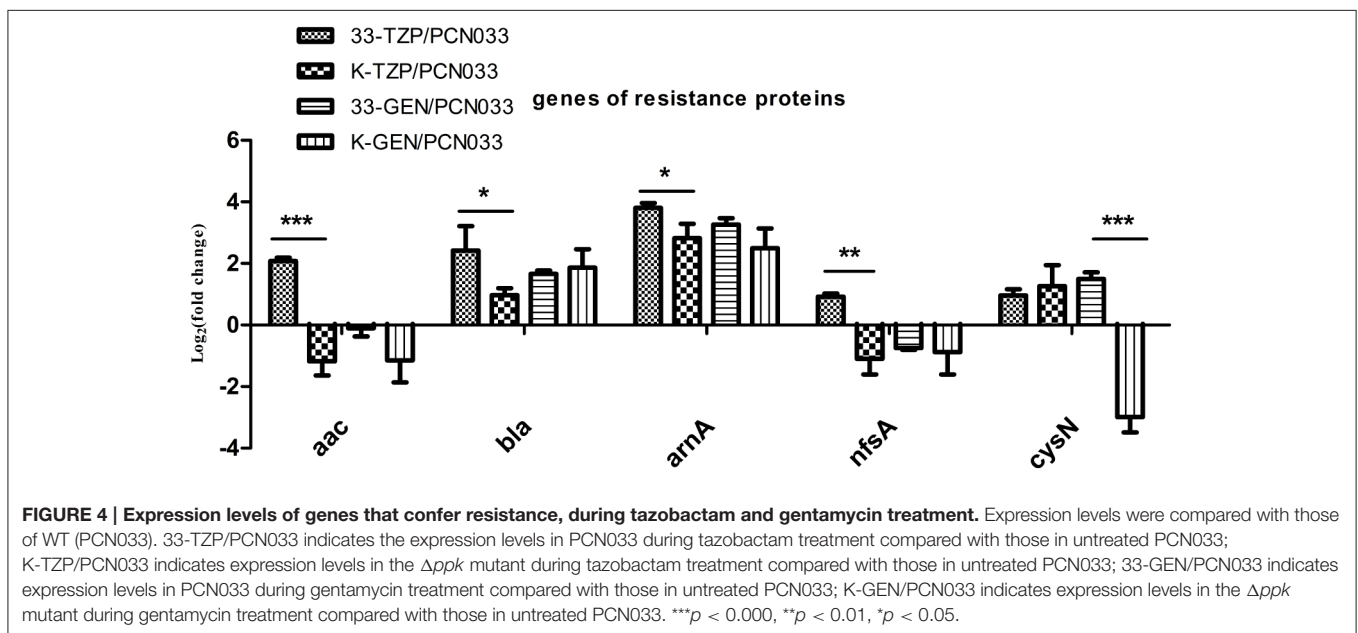 33-TZP/PCN033
K-TZP/PCN033
33-GEN/PCN033
K-GEN/PCN033
genes of resistance proteins
Log2(fold change)
6
4
2
0
-2
-4
***
*
*
**
***
aac
bla
arnA
nfsA
cysN
FIGURE 4 | Expression levels of genes that confer resistance, during tazobactam and gentamycin treatment. Expression levels were compared with those
of WT (PCN033). 33-TZP/PCN033 indicates the expression levels in PCN033 during tazobactam treatment compared with those in untreated PCN033;
K-TZP/PCN033 indicates expression levels in the Δppk mutant during tazobactam treatment compared with those in untreated PCN033; 33-GEN/PCN033 indicates
expression levels in PCN033 during gentamycin treatment compared with those in untreated PCN033; K-GEN/PCN033 indicates expression levels in the Δppk
mutant during gentamycin treatment compared with those in untreated PCN033. ***p < 0.000, **p < 0.01, *p < 0.05.